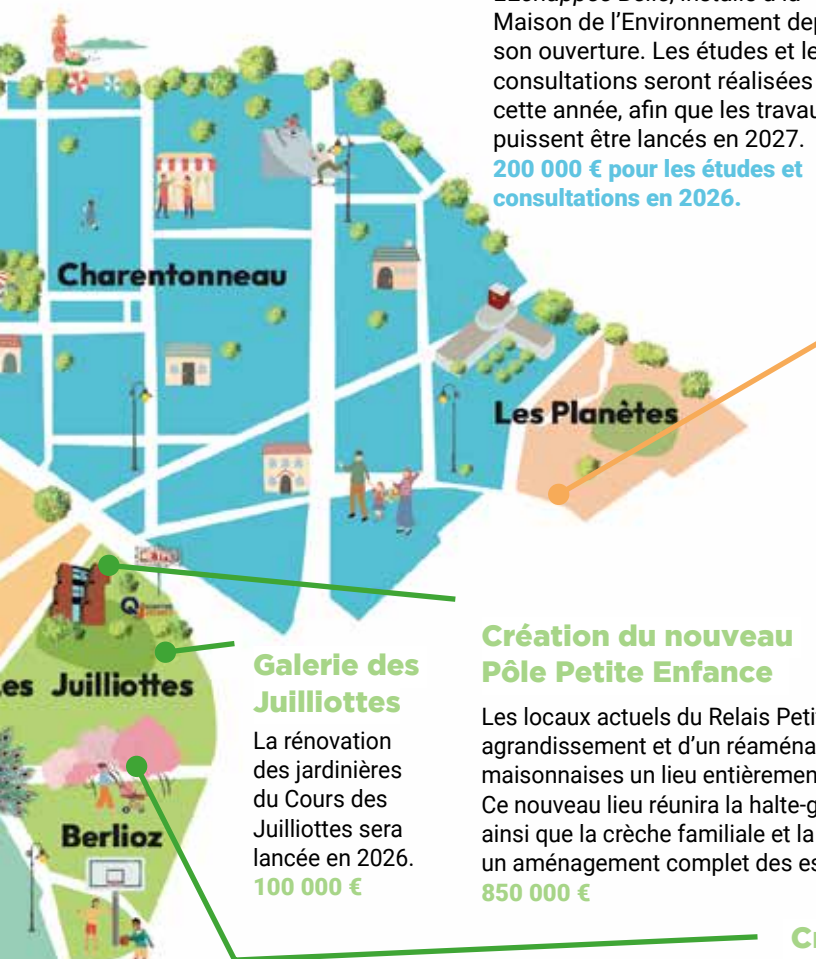 Maison de l’Environnement dep
son ouverture. Les études et le
consultations seront réalisées
cette année, afin que les travau
puissent être lancés en 2027.
200 000 € pour les études et
consultations en 2026.
Charentonneau
Les Planètes
es Juilliottes
Berlioz
Galerie des
Juilliottes
La rénovation
des jardinières
du Cours des
Juilliottes sera
lancée en 2026.
100 000 €
Création du nouveau
Pôle Petite Enfance
Les locaux actuels du Relais Peti
agrandissement et d’un réaména
maisonnaises un lieu entièremen
Ce nouveau lieu réunira la halte-g
ainsi que la crèche familiale et la
un aménagement complet des es
850 000 €
Cr